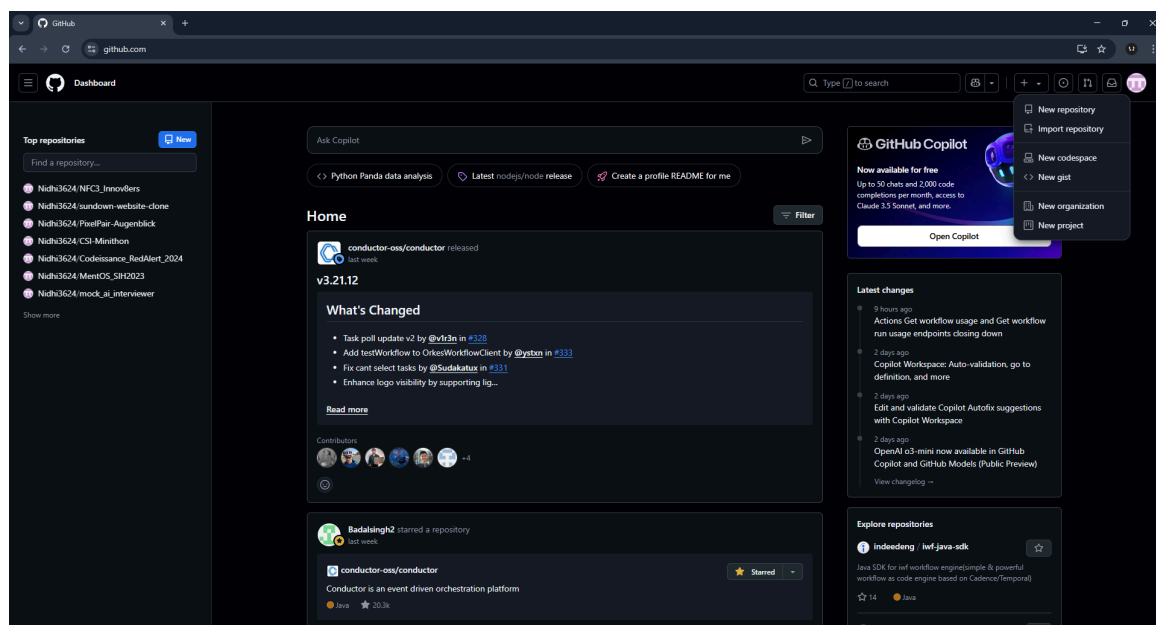 GitHub
github.com
Dashboard
Type / to search
Top repositories
New
Find a repository...
Nidhi3624/NFC3_Innov8ers
Nidhi3624/sundown-website-clone
Nidhi3624/PixelPair-Augenblick
Nidhi3624/CSI-Minithon
Nidhi3624/Codeissance_RedAlert_2024
Nidhi3624/MentOS_SIH2023
Nidhi3624/mock_ai_interviewer
Show more
Ask Copilot
Python Panda data analysis
Latest nodejs/node release
Create a profile README for me
Home
Filter
conductor-oss/conductor released
last week
v3.21.12
What's Changed
• Task poll update v2 by @v1r3n in #328
• Add testWorkflow to OrkesWorkflowClient by @ystxn in #333
• Fix cant select tasks by @Sudakatux in #331
• Enhance logo visibility by supporting lig...
Read more
Contributors
+4
Badalsingh2 starred a repository
last week
conductor-oss/conductor
Starred
Conductor is an event driven orchestration platform
Java 20.3k
New repository
Import repository
New codespace
New gist
New organization
New project
GitHub Copilot
Now available for free
Up to 50 chats and 2,000 code
completions per month, access to
Claude 3.5 Sonnet, and more.
Open Copilot
Latest changes
9 hours ago
Actions Get workflow usage and Get workflow
run usage endpoints closing down
2 days ago
Copilot Workspace: Auto-validation, go to
definition, and more
2 days ago
Edit and validate Copilot Autofix suggestions
with Copilot Workspace
2 days ago
OpenAI o3-mini now available in GitHub
Copilot and GitHub Models (Public Preview)
View changelog →
Explore repositories
indeedeng / iwf-java-sdk
Java SDK for iwf workflow engine(simple & powerful
workflow as code engine based on Cadence/Temporal)
14 Java